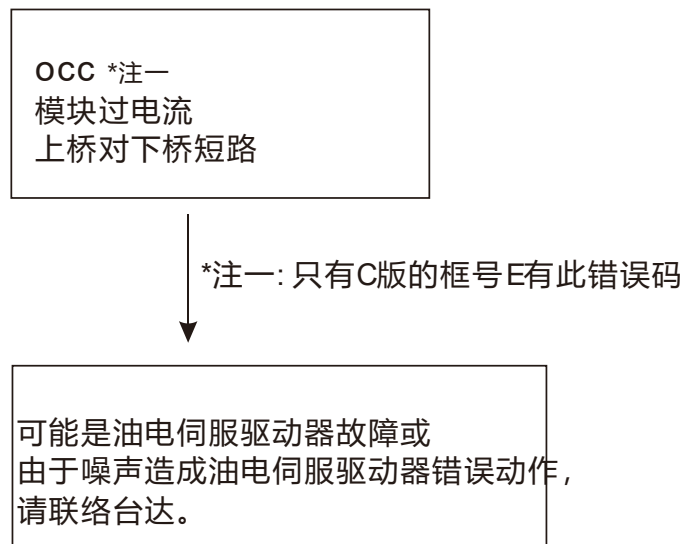 OCC *注一
模块过电流
上桥对下桥短路
*注一: 只有C版的框号E有此错误码
可能是油电伺服驱动器故障或
由于噪声造成油电伺服驱动器错误动作,
请联络台达。